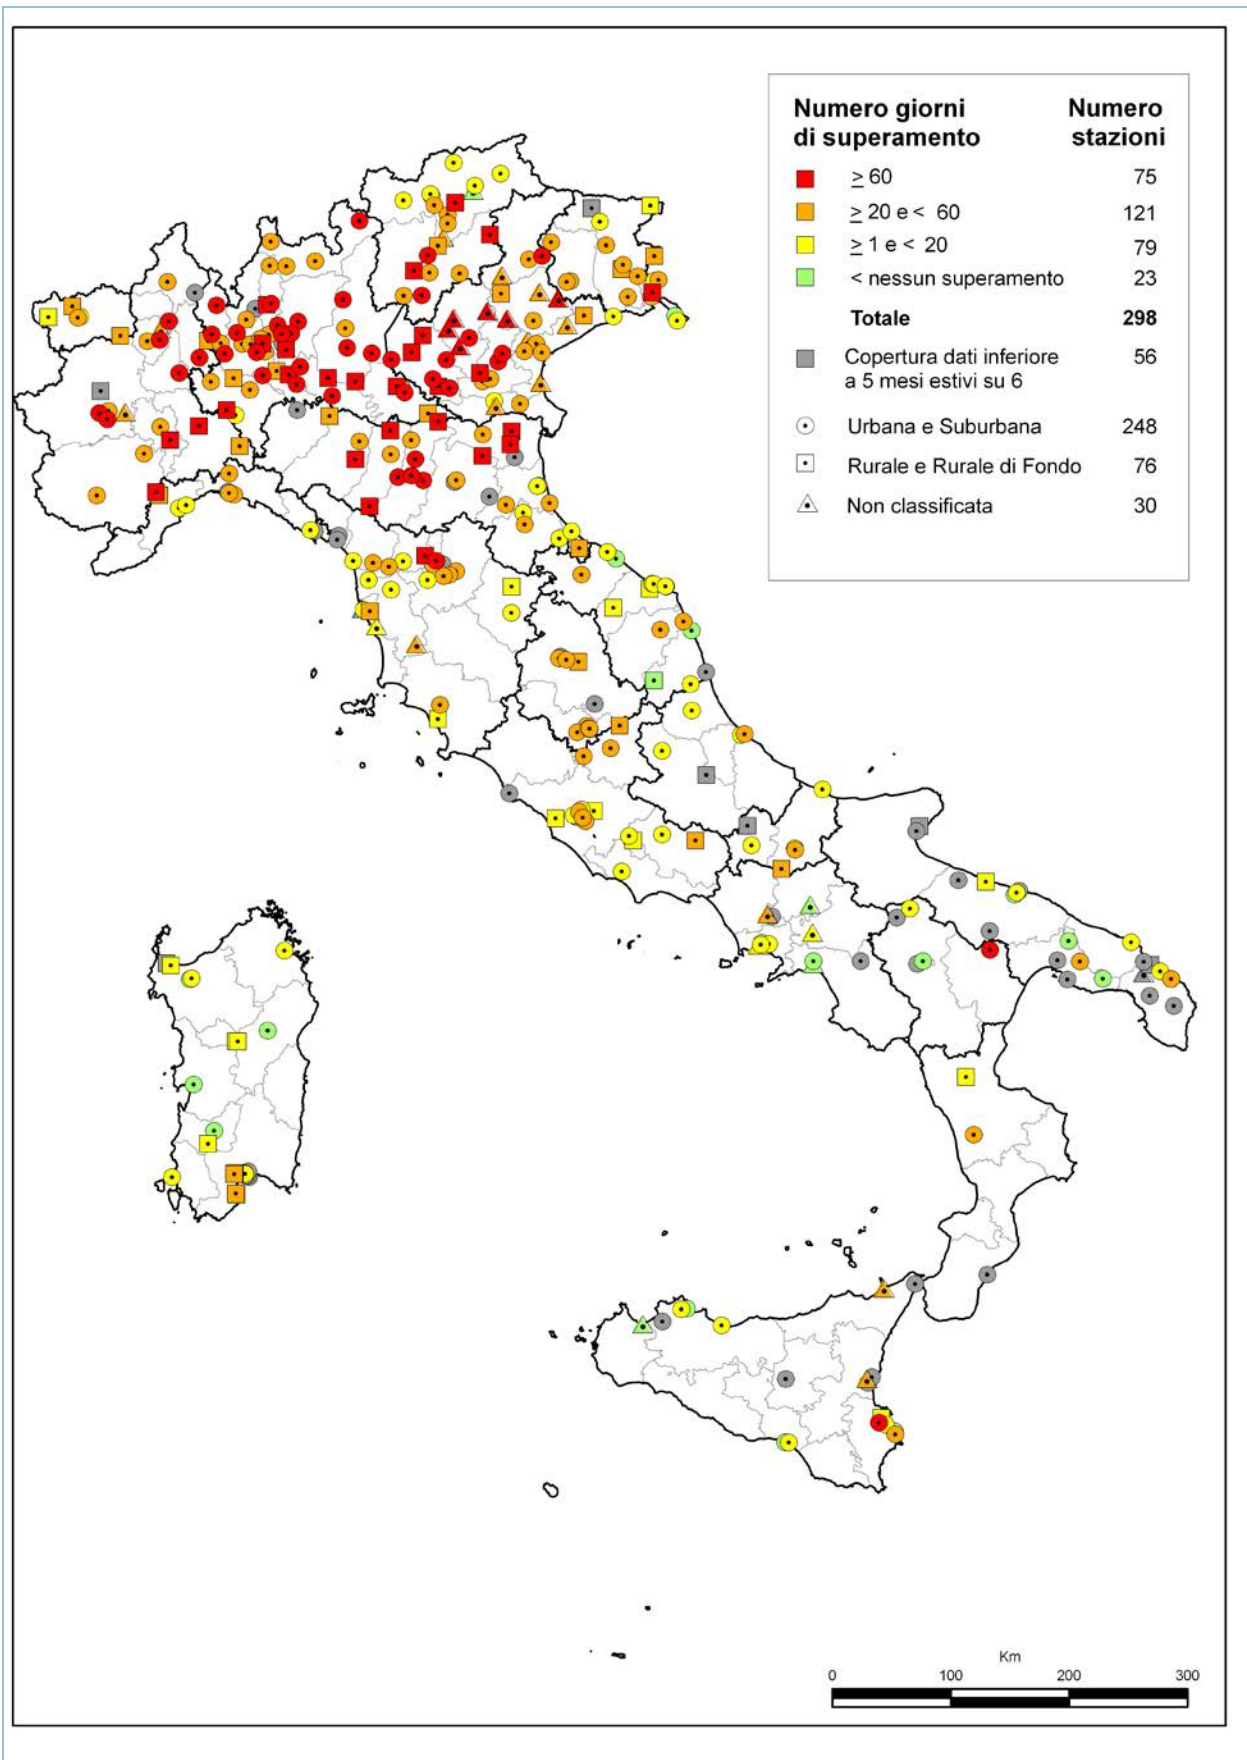 Numero giorni di superamento Numero stazioni
≥ 60 75
≥ 20 e < 60 121
≥ 1 e < 20 79
< nessun superamento 23
Totale 298
Copertura dati inferiore a 5 mesi estivi su 6 56
Urbana e Suburbana 248
Rurale e Rurale di Fondo 76
Non classificata 30
Km
0 100 200 300